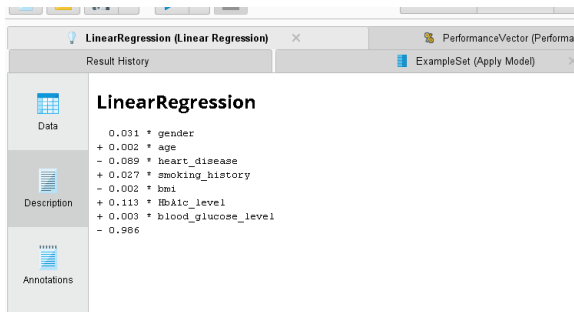 LinearRegression (Linear Regression)
PerformanceVector (Performa
Result History
ExampleSet (Apply Model)
Data
Description
Annotations
LinearRegression
0.031 * gender
+ 0.002 * age
- 0.089 * heart_disease
+ 0.027 * smoking_history
- 0.002 * bmi
+ 0.113 * HbA1c_level
+ 0.003 * blood_glucose_level
- 0.986